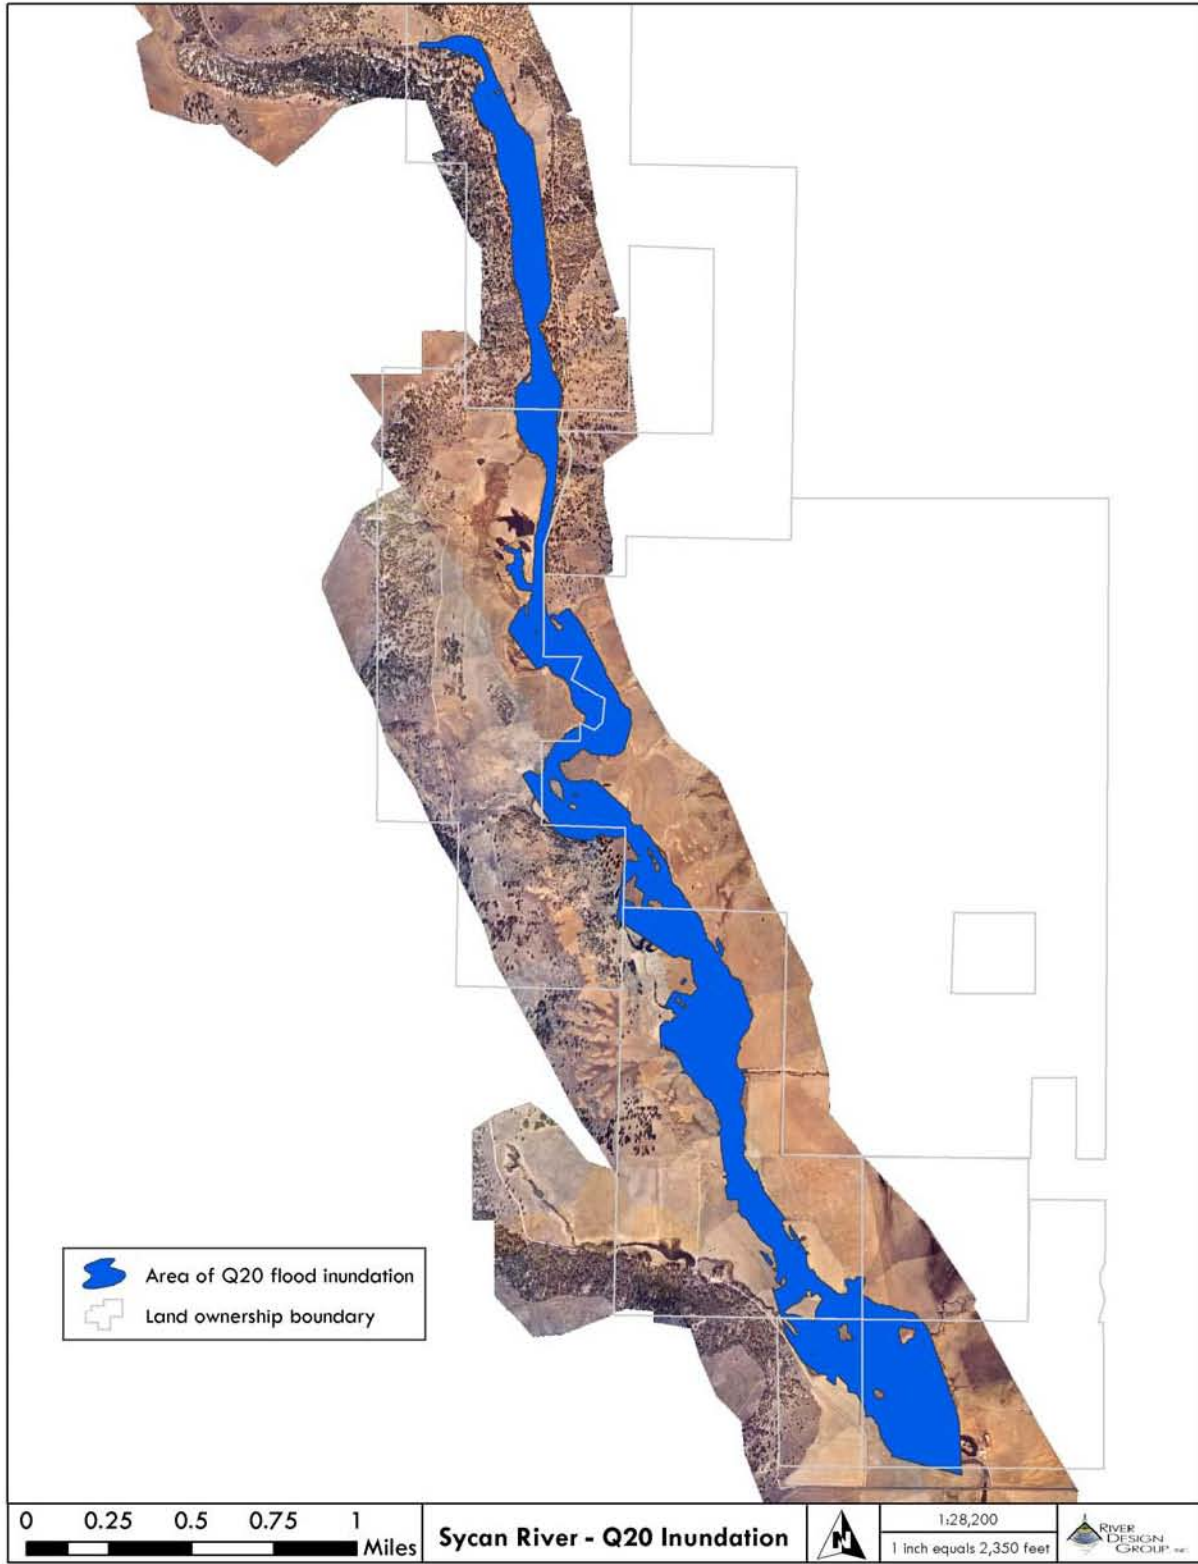 Area of Q20 flood inundation
Land ownership boundary
0 0.25 0.5 0.75 1
Miles
Sycan River - Q20 Inundation
N
1:28,200
1 inch equals 2,350 feet
RIVER
DESIGN
GROUP, INC.